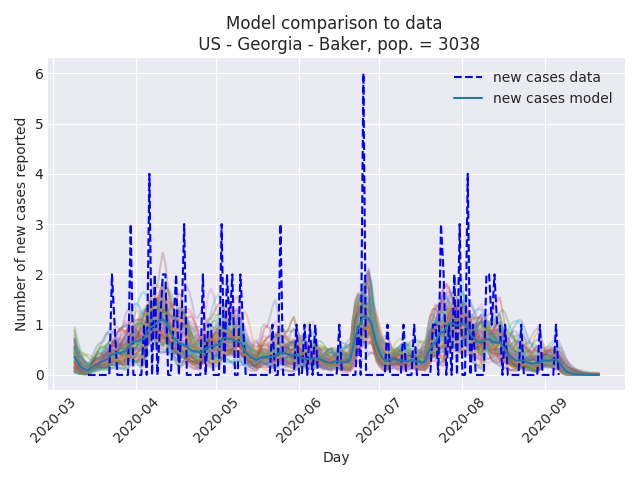 Model comparison to data
US - Georgia - Baker, pop. = 3038
new cases data
new cases model
Number of new cases reported
6
5
4
3
2
1
0
2020-03
2020-04
2020-05
2020-06
2020-07
2020-08
2020-09
Day